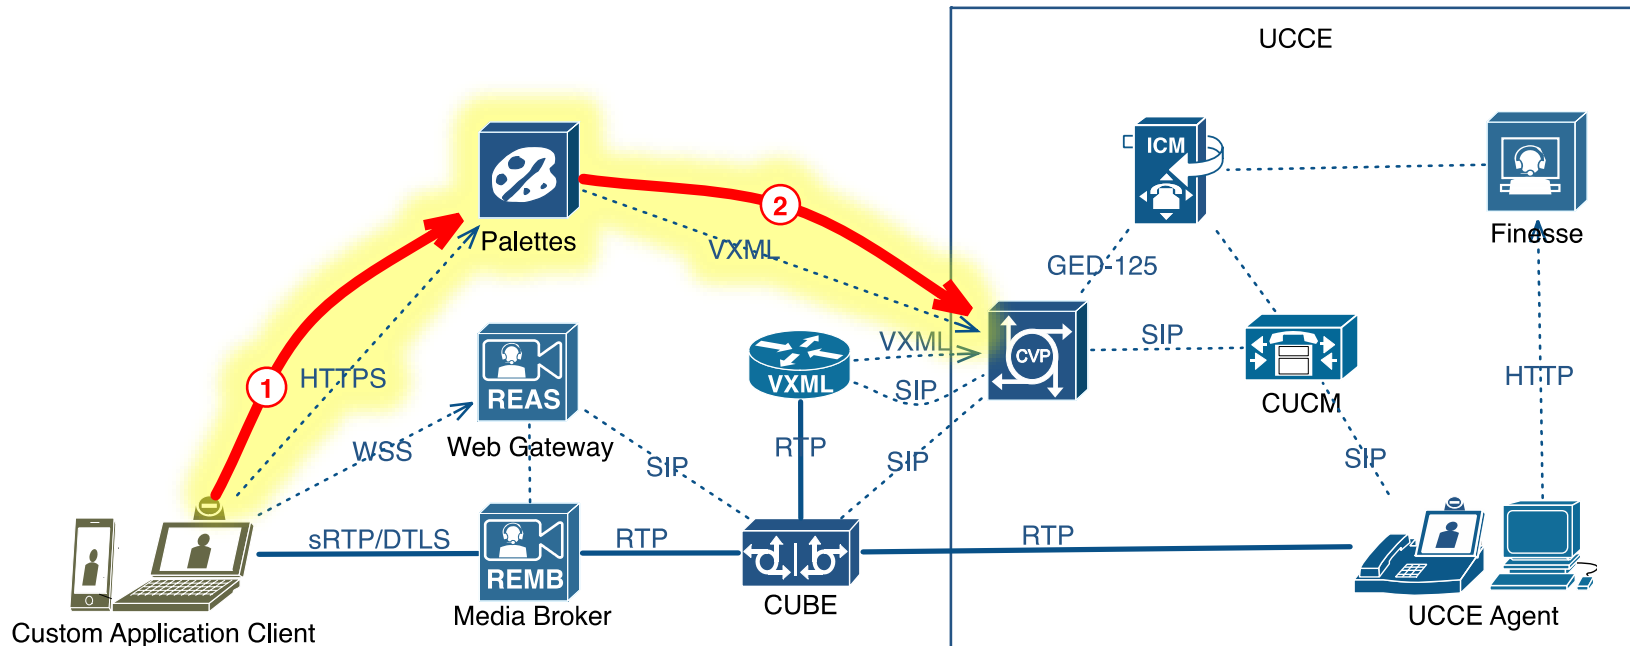 UCCE
ICM
Palettes
Finesse
2
VXML
GED-125
1
HTTPS
REAS
Web Gateway
WSS
VXML
VXML
SIP
CVP
SIP
CUCM
HTTP
RTP
SIP
SIP
SIP
sRTP/DTLS
REMB
Media Broker
RTP
CUBE
RTP
UCCE Agent
Custom Application Client